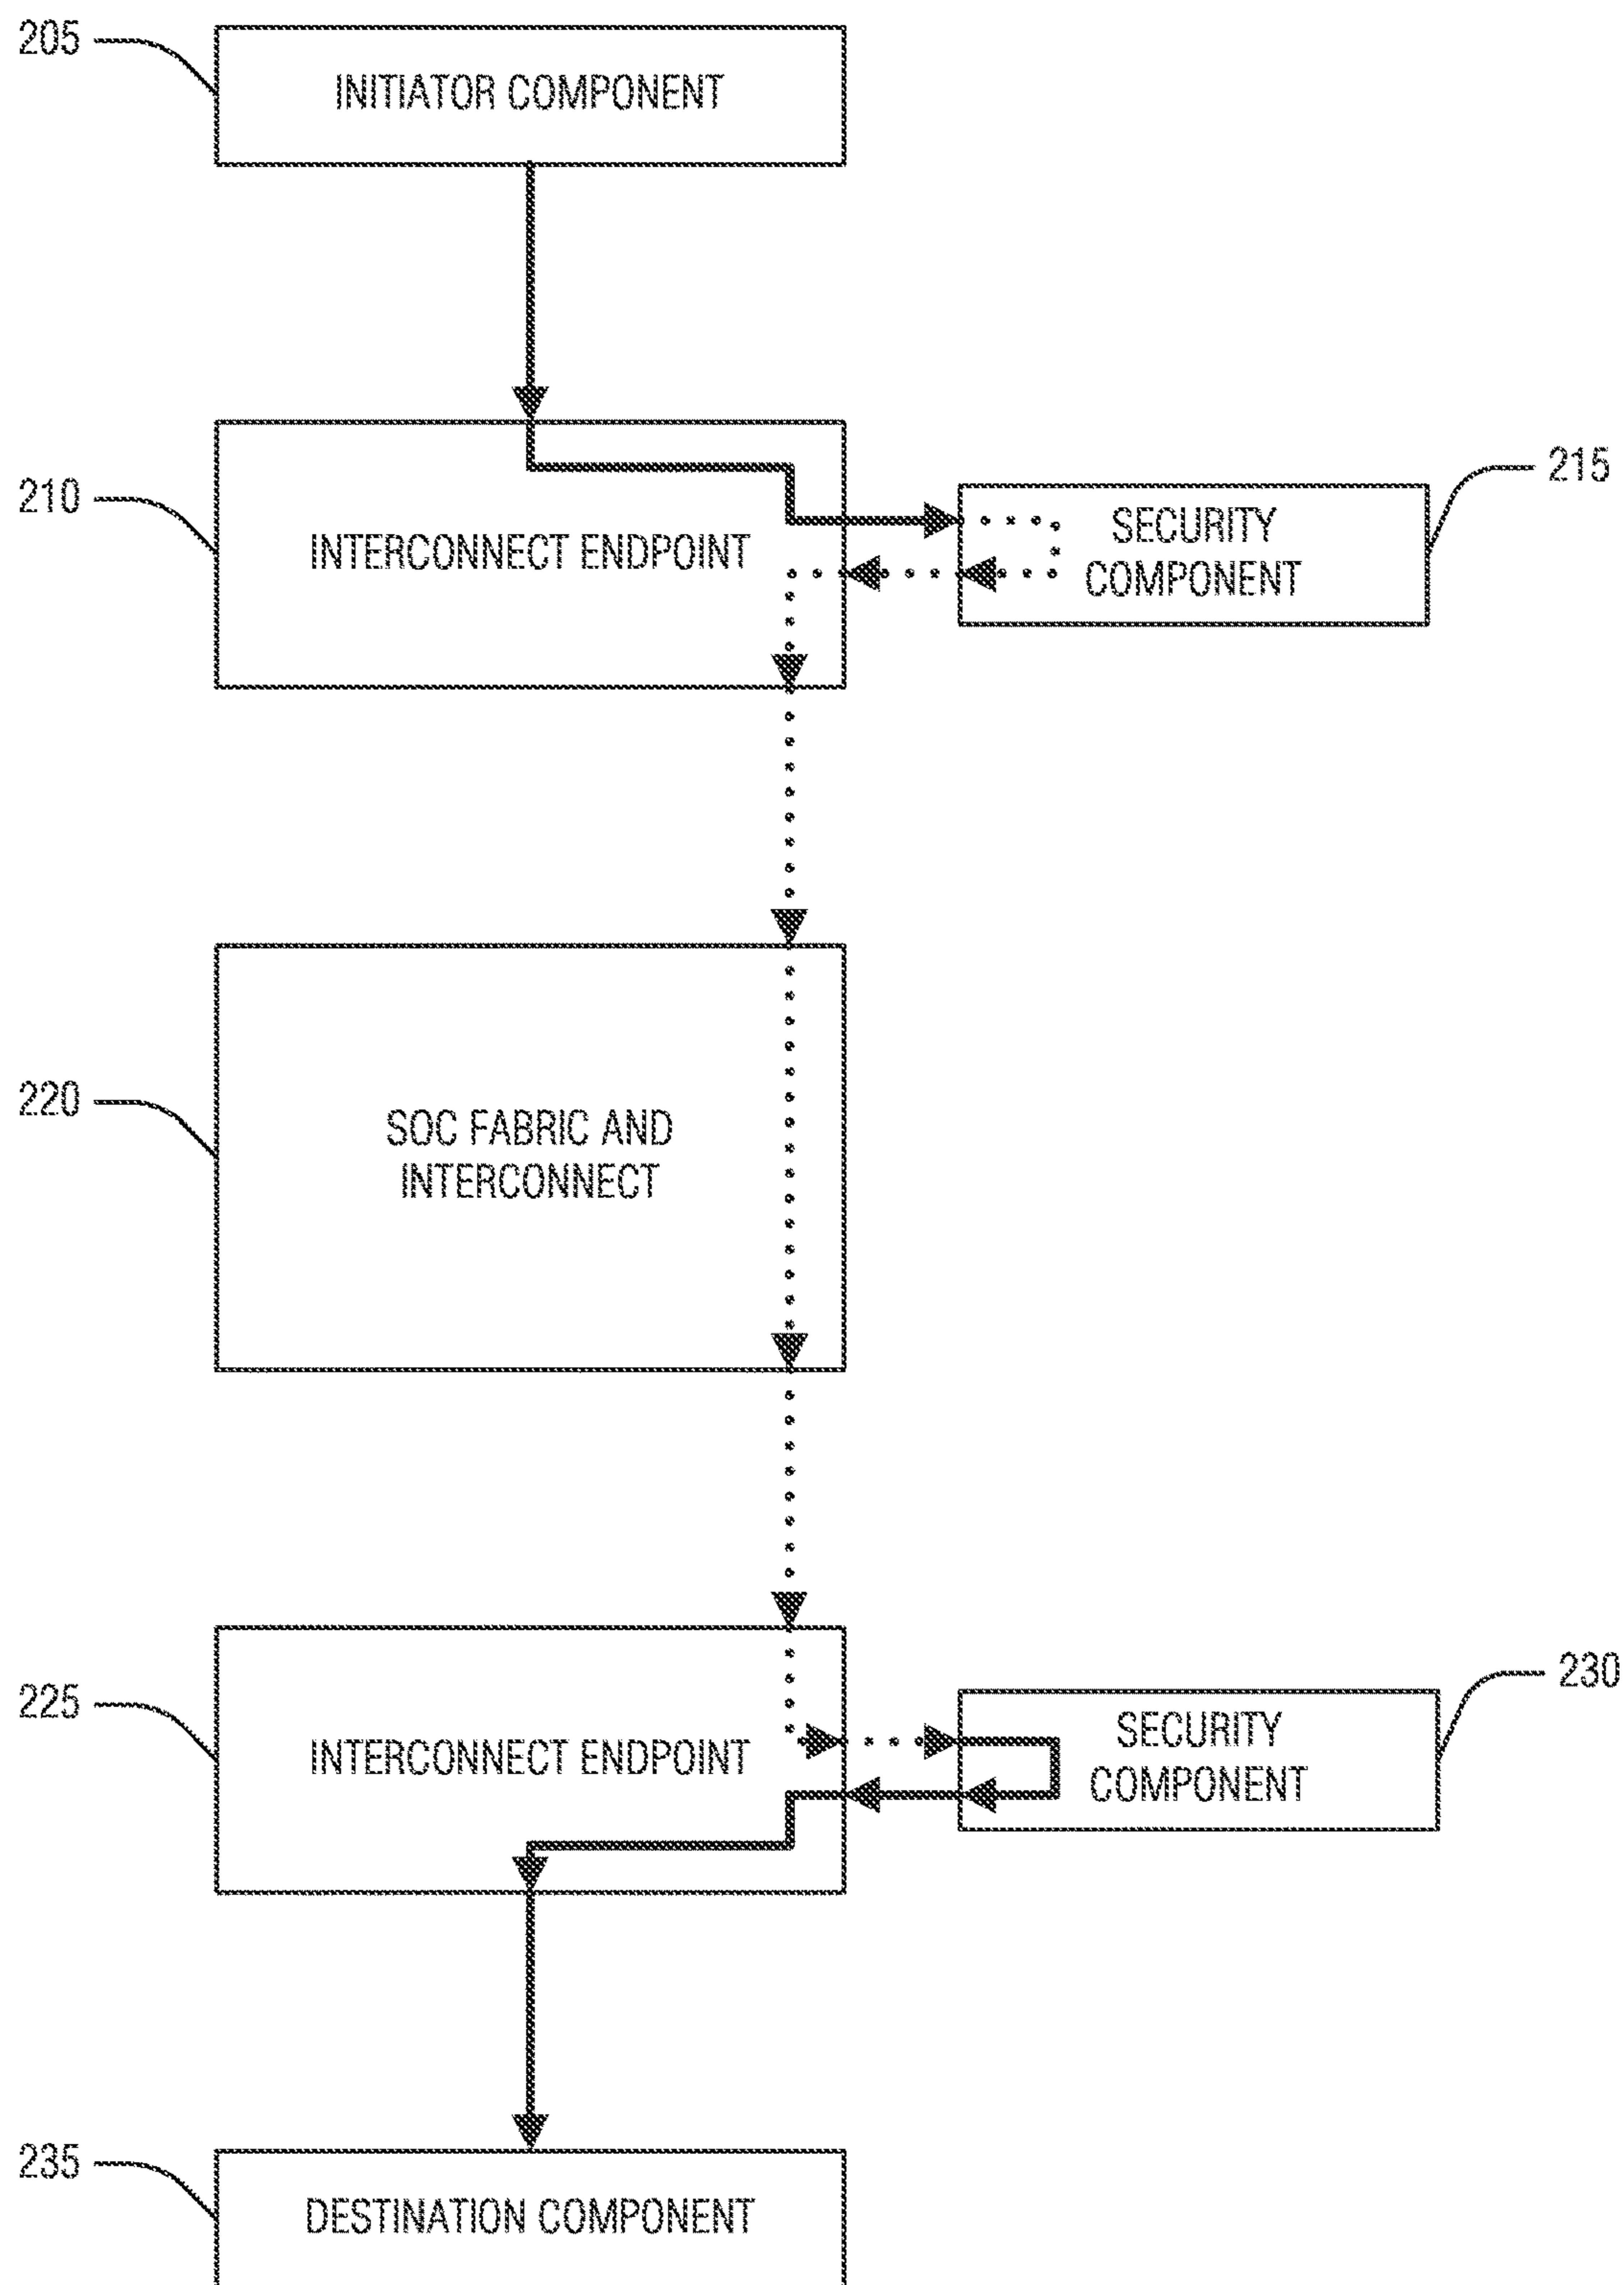 205
INITIATOR COMPONENT
210
INTERCONNECT ENDPOINT
215
SECURITY
COMPONENT
220
SOC FABRIC AND
INTERCONNECT
225
INTERCONNECT ENDPOINT
230
SECURITY
COMPONENT
235
DESTINATION COMPONENT